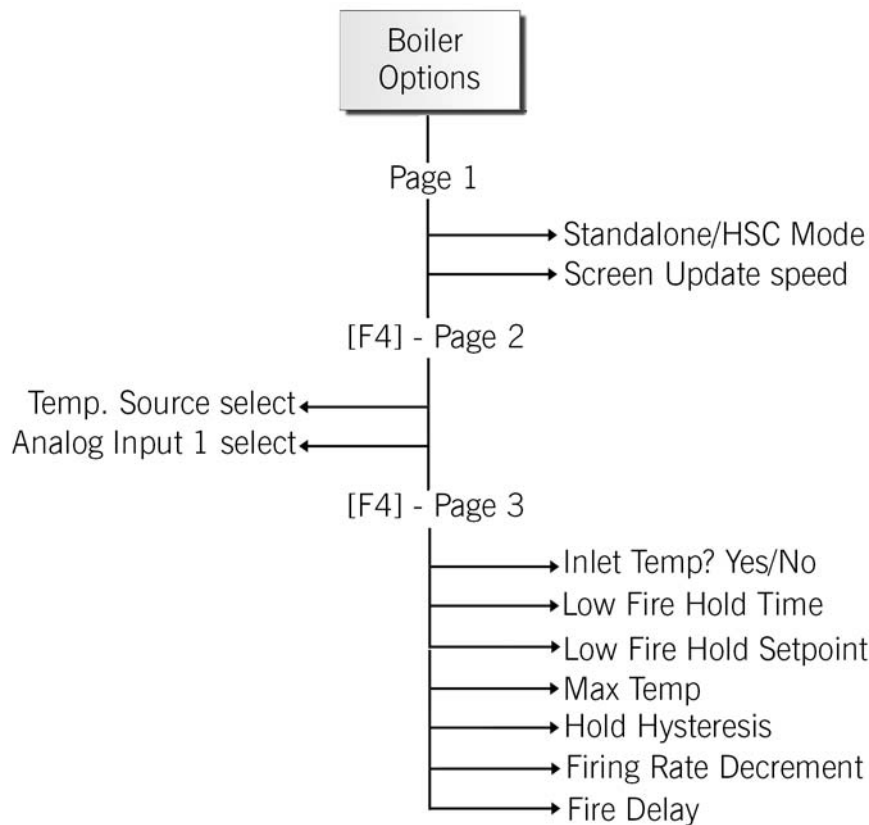 Boiler
Options
Page 1
Standalone/HSC Mode
Screen Update speed
[F4] - Page 2
Temp. Source select
Analog Input 1 select
[F4] - Page 3
Inlet Temp? Yes/No
Low Fire Hold Time
Low Fire Hold Setpoint
Max Temp
Hold Hysteresis
Firing Rate Decrement
Fire Delay